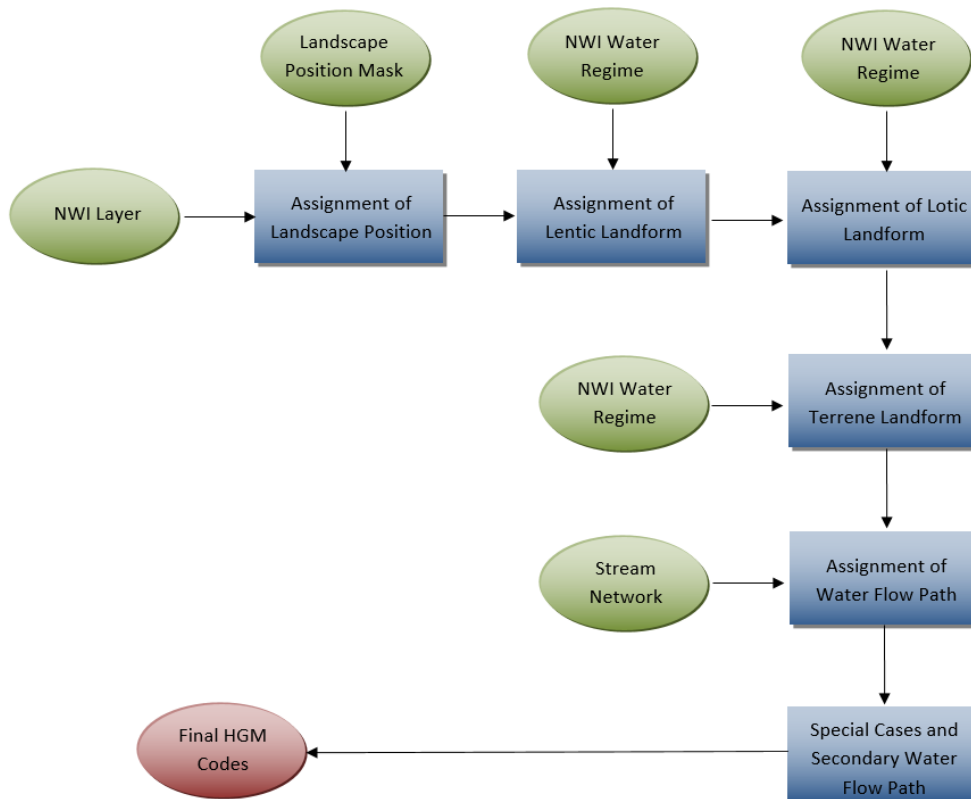 Landscape
Position Mask
NWI Water
Regime
NWI Water
Regime
NWI Layer
Assignment of
Landscape Position
Assignment of
Lentic Landform
Assignment of Lotic
Landform
NWI Water
Regime
Assignment of
Terrene Landform
Stream
Network
Assignment of
Water Flow Path
Final HGM
Codes
Special Cases and
Secondary Water
Flow Path